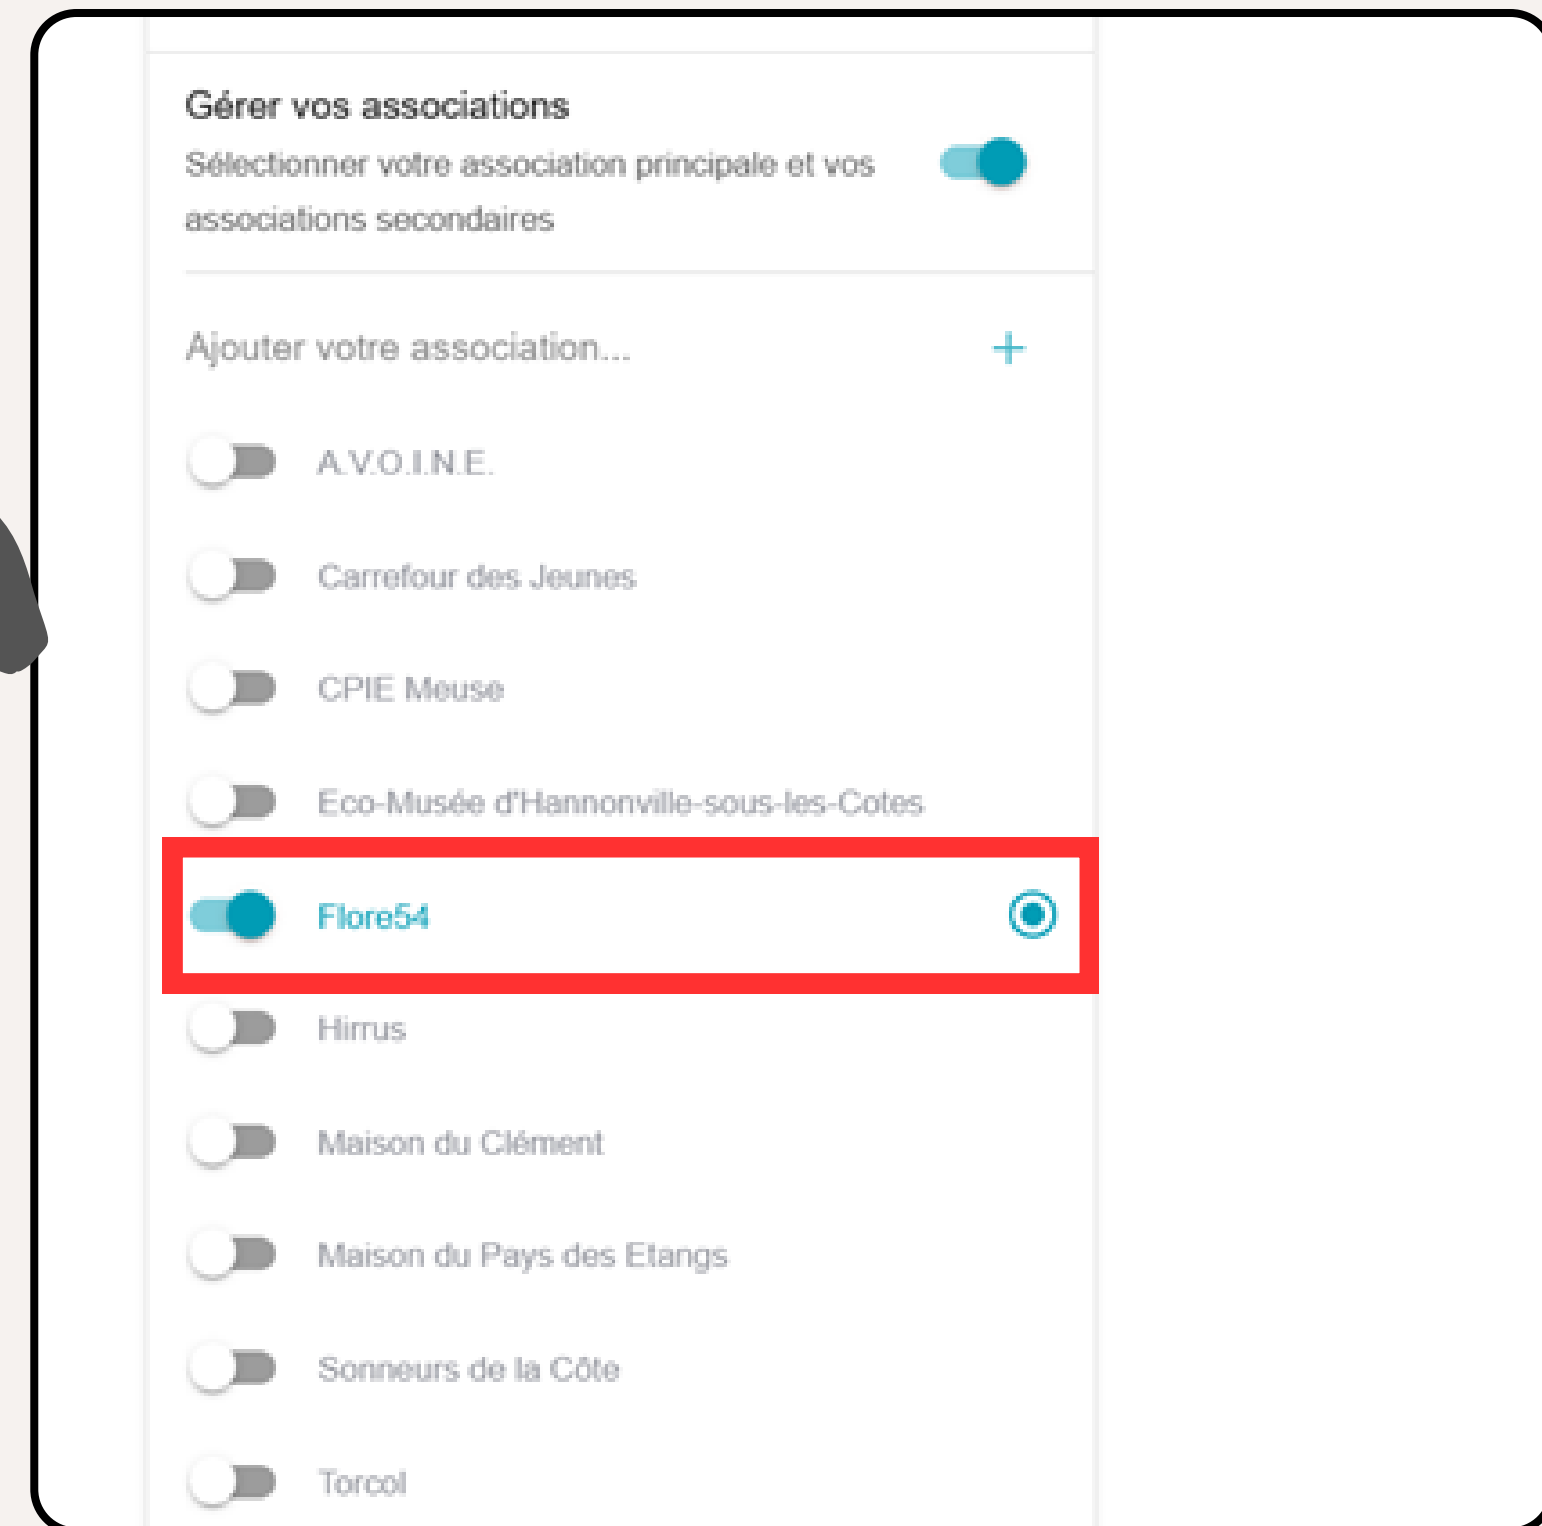 Gérer vos associations
Sélectionner votre association principale et vos
associations secondaires
Ajouter votre association...
A.V.O.I.N.E.
Carrefour des Jeunes
CPIE Meuse
Eco-Musée d'Hannonville-sous-les-Cotes
Flore54
Hirrus
Maison du Clément
Maison du Pays des Etangs
Sonneurs de la Côte
Torcol